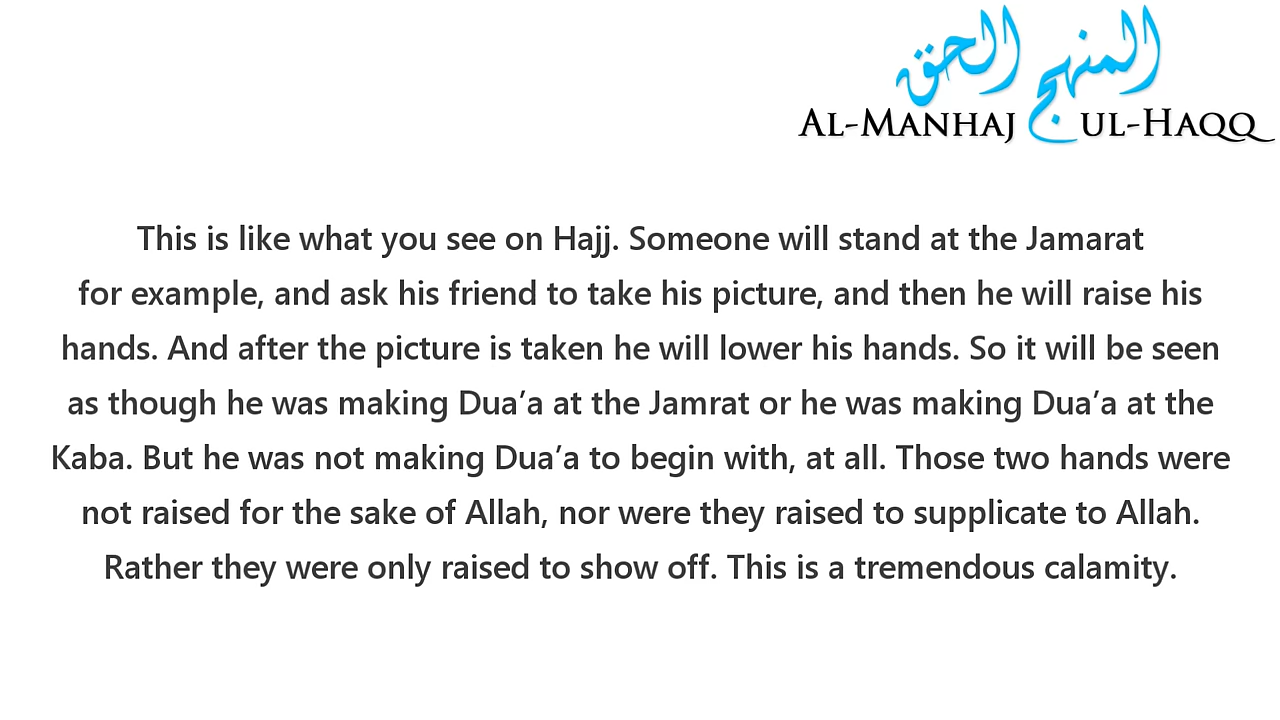 المنهج الحق
AL-MANHAJ UL-HAQQ
This is like what you see on Hajj. Someone will stand at the Jamarat
for example, and ask his friend to take his picture, and then he will raise his
hands. And after the picture is taken he will lower his hands. So it will be seen
as though he was making Dua’a at the Jamrat or he was making Dua’a at the
Kaba. But he was not making Dua’a to begin with, at all. Those two hands were
not raised for the sake of Allah, nor were they raised to supplicate to Allah.
Rather they were only raised to show off. This is a tremendous calamity.